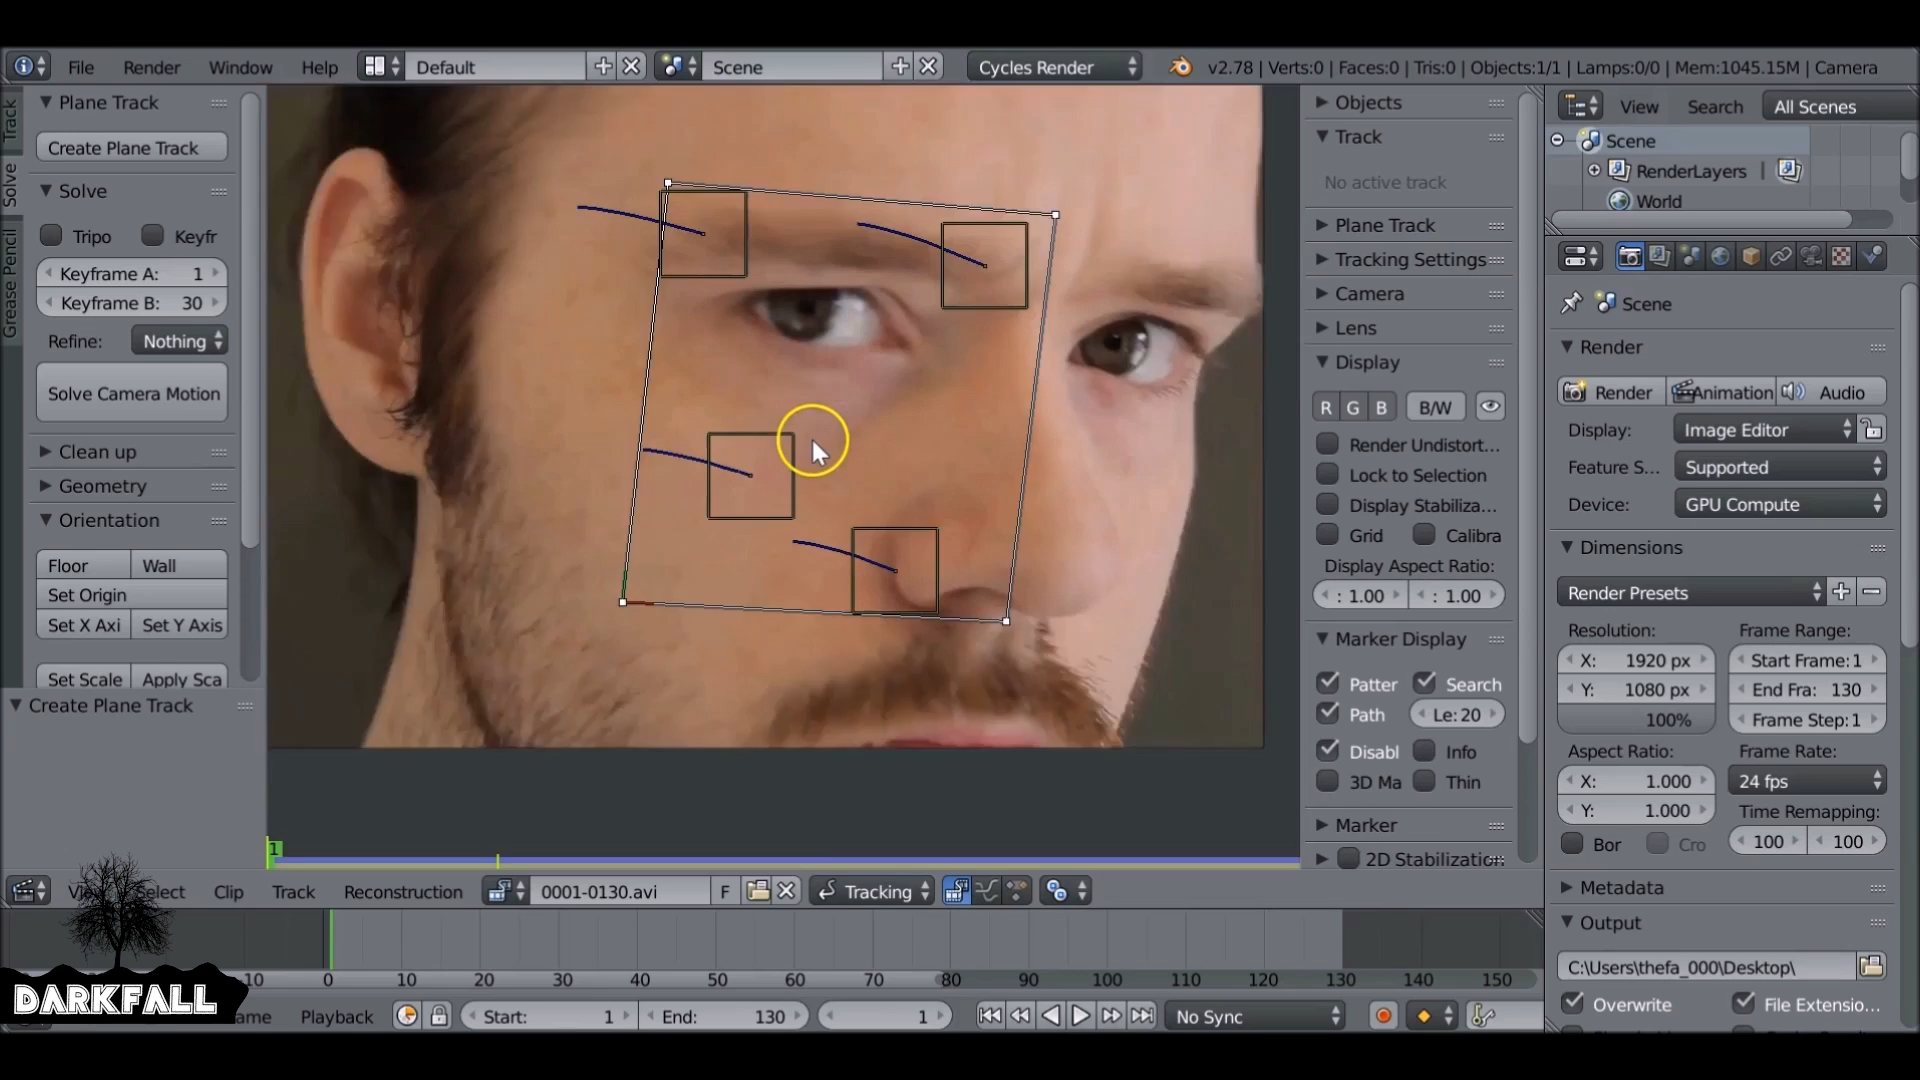 File Render Window Help Default Scene Cycles Render v2.78 | Verts:0 | Faces:0 | Tris:0 | Objects:1/1 | Lamps:0/0 | Mem:1045.15M | Camera
Track
Solve
Grease Pencil
Plane Track
Create Plane Track
Solve
Tripo Keyfr
Keyframe A: 1
Keyframe B: 30
Refine: Nothing
Solve Camera Motion
Clean up
Geometry
Orientation
Floor Wall
Set Origin
Set X Axi Set Y Axis
Set Scale Apply Sca
Create Plane Track
1
Objects
Track
No active track
Plane Track
Tracking Settings
Camera
Lens
Display
R G B B/W
Render Undistort...
Lock to Selection
Display Stabiliza...
Grid Calibra
Display Aspect Ratio:
: 1.00 : 1.00
Marker Display
Patter Search
Path Le: 20
Disabl Info
3D Ma Thin
Marker
2D Stabilization
View Search All Scenes
Scene
RenderLayers |
World
Scene
Render
Render Animation Audio
Display: Image Editor
Feature S... Supported
Device: GPU Compute
Dimensions
Render Presets
Resolution: Frame Range:
X: 1920 px Start Frame: 1
Y: 1080 px End Fra: 130
100% Frame Step: 1
Aspect Ratio: Frame Rate:
X: 1.000 24 fps
Y: 1.000 Time Remapping:
Bor Cro 100 100
Metadata
Output
C:\Users\thefa_000\Desktop\
Overwrite File Extensio...
Clip Track Reconstruction 0001-0130.avi F Tracking
0 10 20 30 40 50 60 70 80 90 100 110 120 130 140 150
Playback Start: 1 End: 130 1 No Sync
DARKFALL